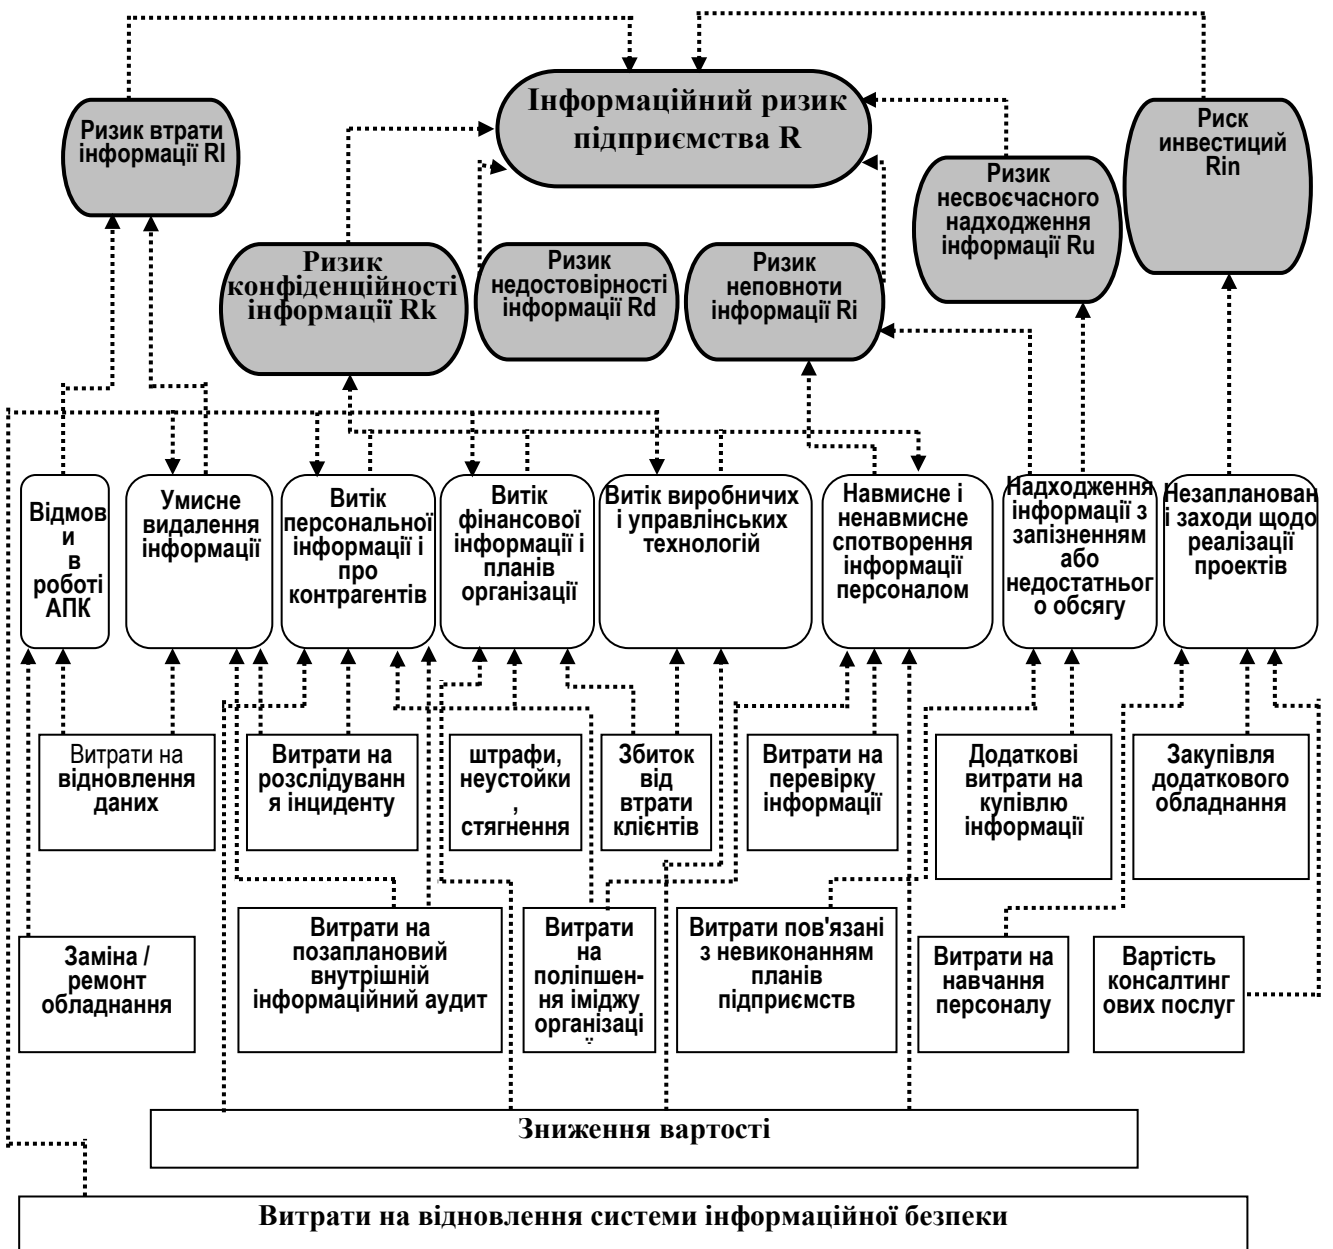 Інформаційний ризик
підприємства R
Ризик втрати
інформації Rl
Риск
инвестиций
Rin
Ризик
несвоєчасного
надходження
інформації Ru
Ризик
конфіденційності
інформації Rk
Ризик
недостовірності
інформації Rd
Ризик
неповноти
інформації Ri
Відмов
и в
роботі
АПК
Умисне
видалення
інформації
Витік
персональної
інформації і
про
контрагентів
Витік
фінансової
інформації і
планів
організації
Витік виробничих
і управлінських
технологій
Навмисне і
ненавмисне
спотворення
інформації
персоналом
Надходження
інформації з
запізненням
або
недостатньог
о обсягу
Незапланован
і заходи щодо
реалізації
проектів
Витрати на
відновлення
даних
Витрати на
розслідуванн
я інциденту
штрафи,
неустойки
,
стягнення
Збиток
від
втрати
клієнтів
Витрати на
перевірку
інформації
Додаткові
витрати на
купівлю
інформації
Закупівля
додаткового
обладнання
Заміна /
ремонт
обладнання
Витрати на
позаплановий
внутрішній
інформаційний аудит
Витрати
на
поліпшен-
ня іміджу
організаці
ї
Витрати пов'язані
з невиконанням
планів
підприємств
Витрати на
навчання
персоналу
Вартість
консалтинг
ових послуг
Зниження вартості
Витрати на відновлення системи інформаційної безпеки